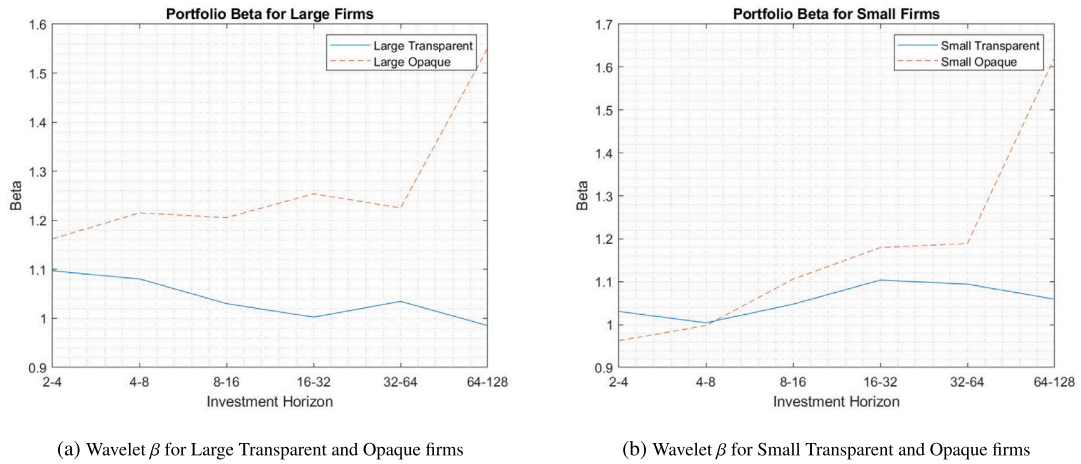 Portfolio Beta for Large Firms
1.6
1.5
1.4
1.3
1.2
1.1
1
0.9
Beta
Large Transparent
Large Opaque
2-4 4-8 8-16 16-32 32-64 64-128
Investment Horizon
(a) Wavelet β for Large Transparent and Opaque firms
Portfolio Beta for Small Firms
1.7
1.6
1.5
1.4
1.3
1.2
1.1
1
0.9
Beta
Small Transparent
Small Opaque
2-4 4-8 8-16 16-32 32-64 64-128
Investment Horizon
(b) Wavelet β for Small Transparent and Opaque firms